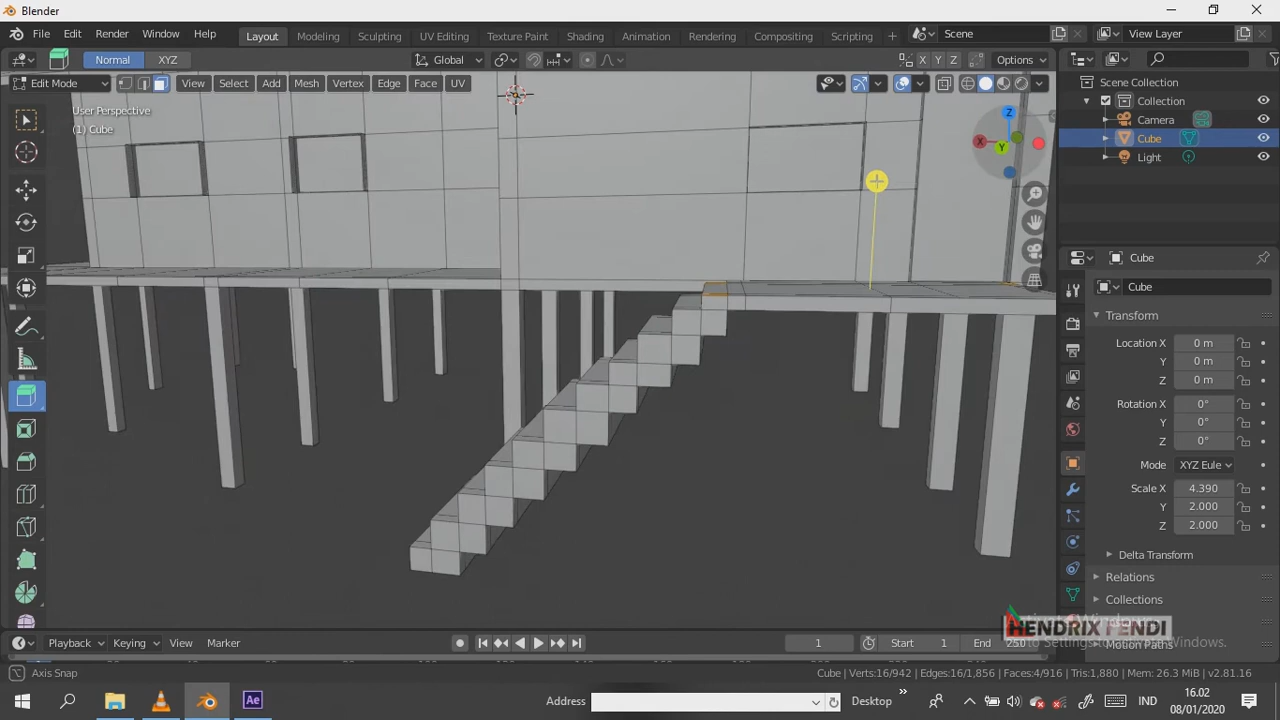 Blender
File Edit Render Window Help Layout Modeling Sculpting UV Editing Texture Paint Shading Animation Rendering Compositing Scripting Scene View Layer
Normal XYZ Global X Y Z Options
Edit Mode View Select Add Mesh Vertex Edge Face UV
User Perspective
(1) Cube
Z
X
Y
Scene Collection
Collection
Camera
Cube
Light
Cube
Cube
Transform
Location X 0 m
Y 0 m
Z 0 m
Rotation X 0°
Y 0°
Z 0°
Mode XYZ Eule
Scale X 4.390
Y 2.000
Z 2.000
Delta Transform
Relations
Collections
HENDRIX FENDI
Motion Paths
Playback Keying View Marker 1 Start 1 End 250
Axis Snap Cube | Verts:16/942 | Edges:16/1,856 | Faces:4/916 | Tris:1,880 | Mem: 26.3 MiB | v2.81.16
Address Desktop IND 16.02
08/01/2020